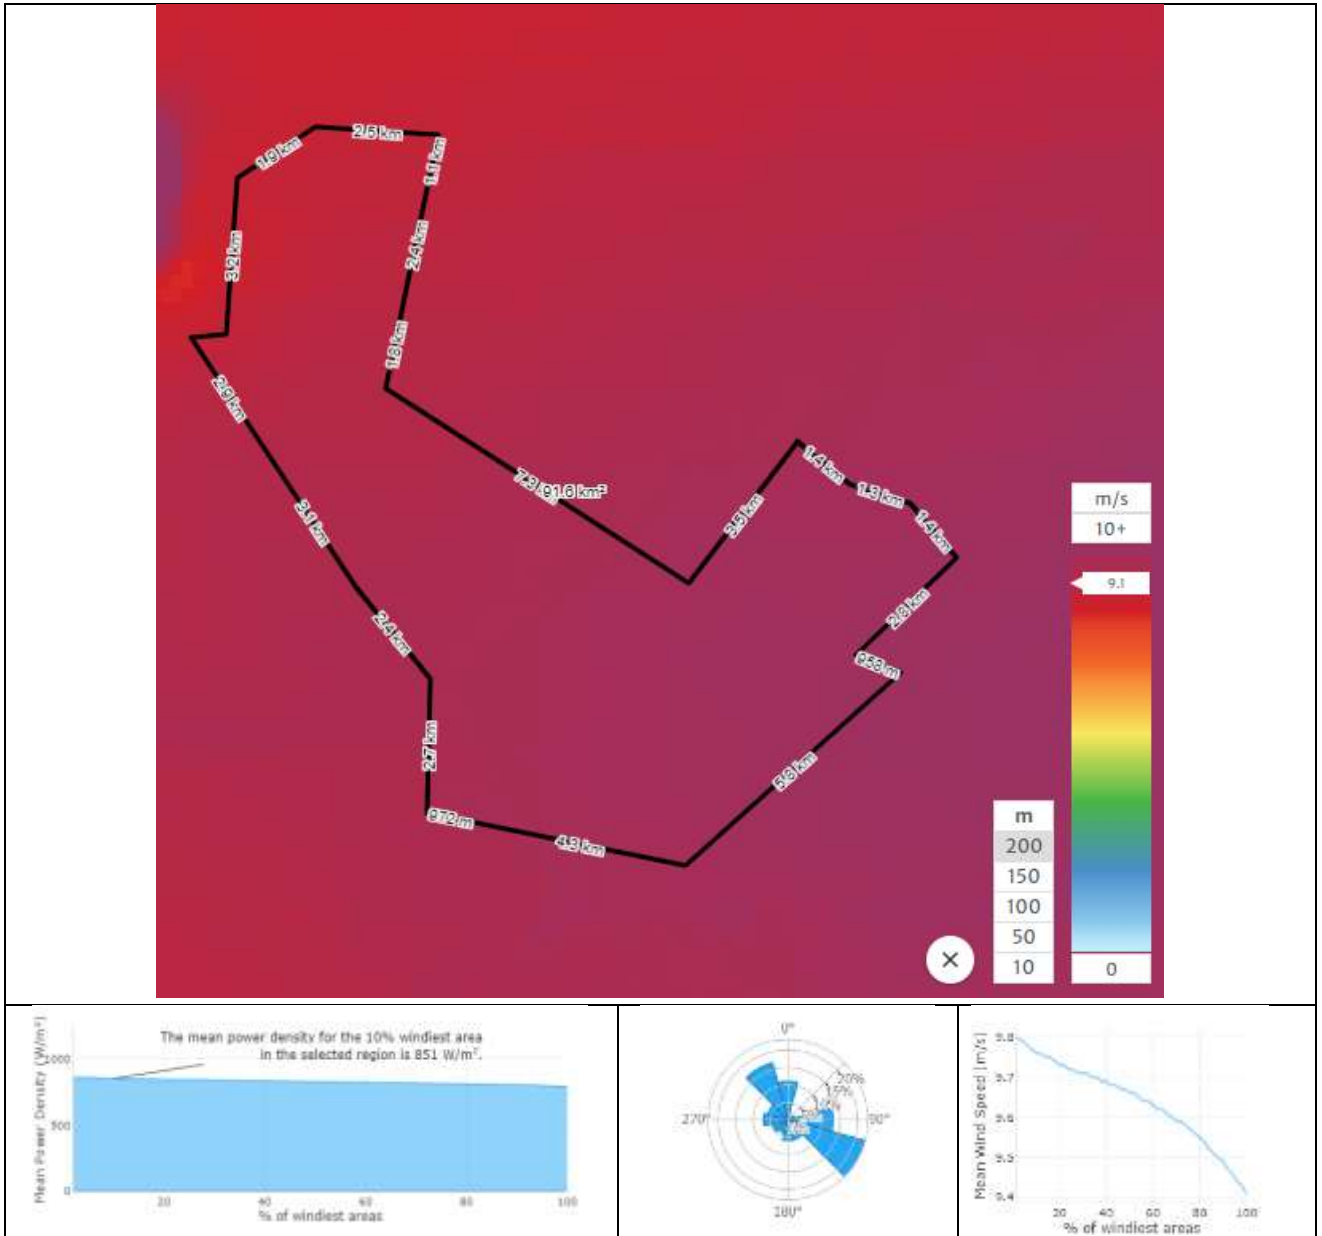 2.5 km
1.9 km
1.1 km
3.2 km
2.4 km
1.8 km
2.9 km
1.4 km
91.6 km²
1.3 km
m/s
10+
3.1 km
3.5 km
1.4 km
9.1
2.8 km
2.4 km
958 m
2.7 km
5.8 km
972 m
4.3 km
m
200
150
100
50
10
0
Mean Power Density (W/m²)
The mean power density for the 10% windiest area
in the selected region is 851 W/m².
1000
500
0
20 40 60 80 100
% of windiest areas
0°
20%
15%
270°
90°
180°
Mean Wind Speed [m/s]
9.8
9.7
9.6
9.5
9.4
20 40 60 80 100
% of windiest areas